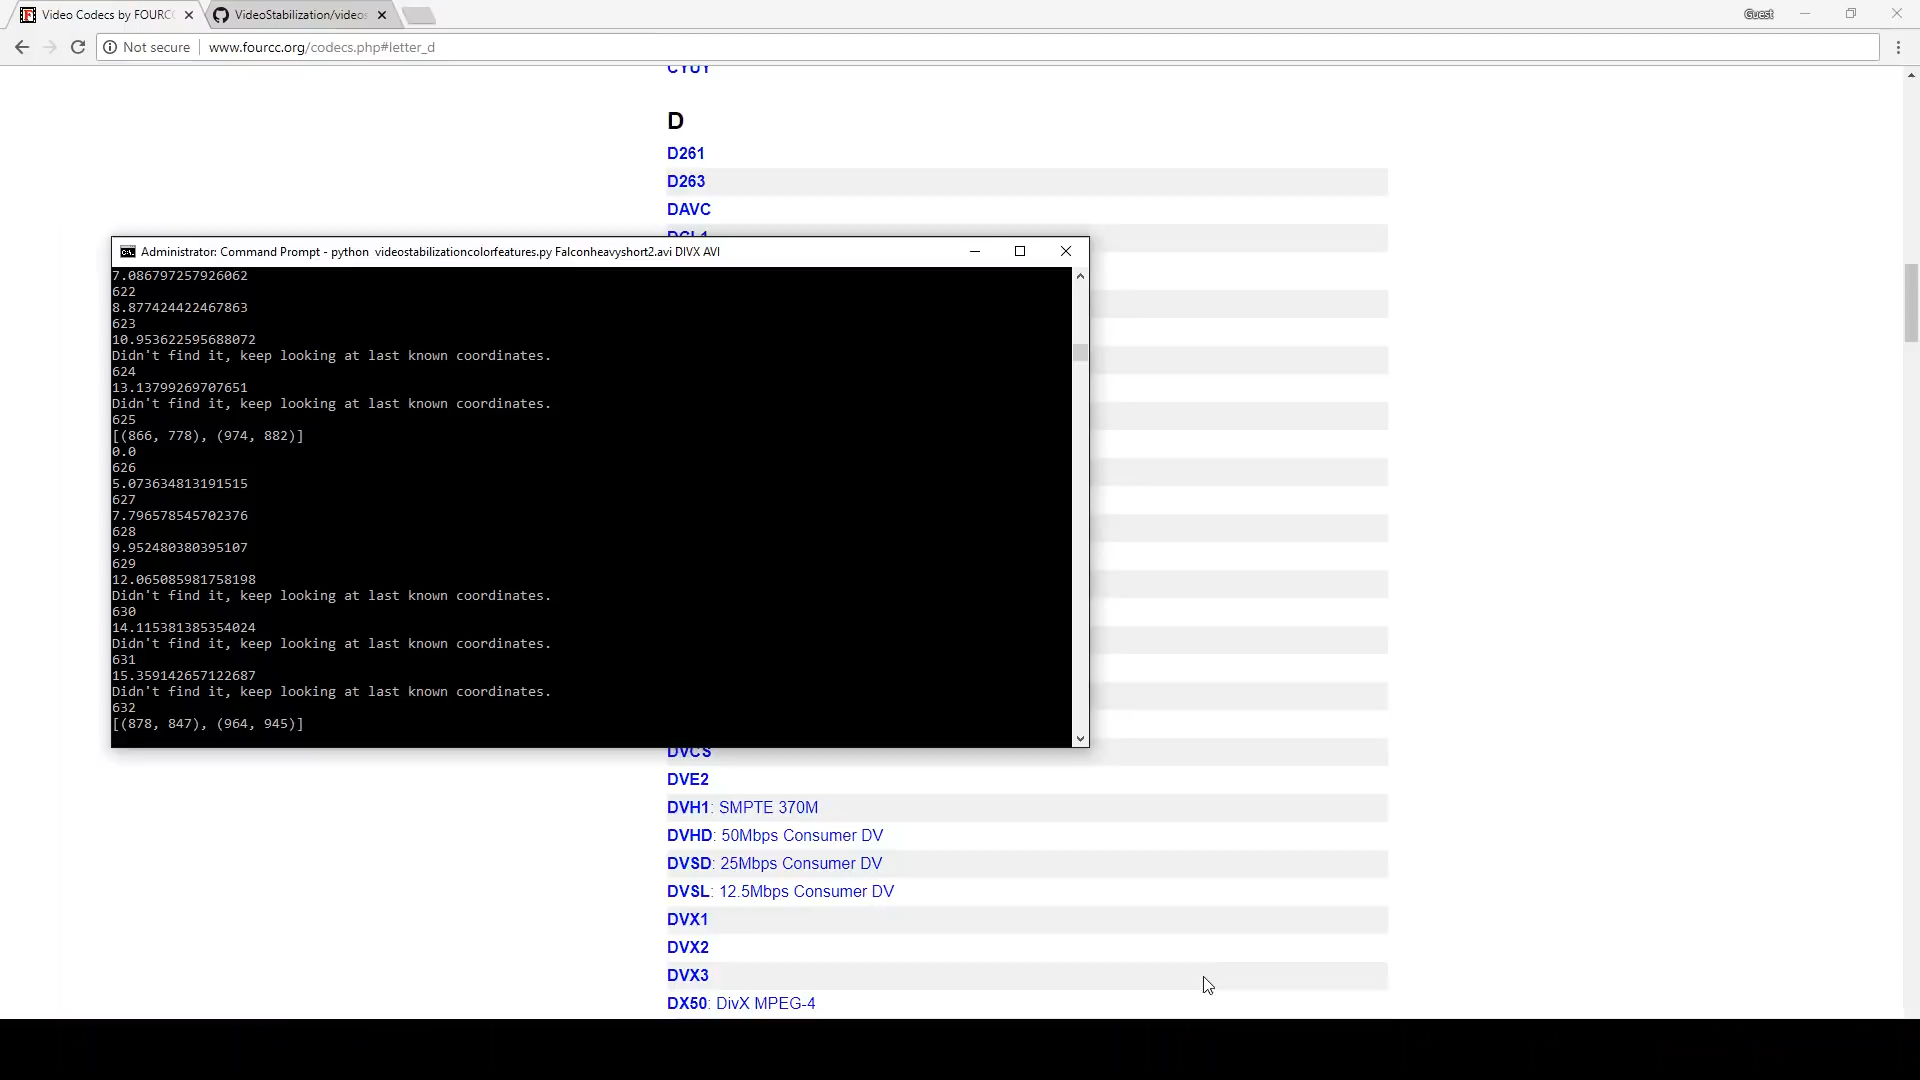 Video Codecs by FOURCC
VideoStabilization/videos
Guest
Not secure
www.fourcc.org/codecs.php#letter_d
CYUY
D
D261
D263
DAVC
DCL1
Administrator: Command Prompt - python  videostabilizationcolorfeatures.py Falconheavyshort2.avi DIVX AVI
7.086797257926062
622
8.877424422467863
623
10.953622595688072
Didn't find it, keep looking at last known coordinates.
624
13.13799269707651
Didn't find it, keep looking at last known coordinates.
625
[(866, 778), (974, 882)]
0.0
626
5.073634813191515
627
7.796578545702376
628
9.952480380395107
629
12.065085981758198
Didn't find it, keep looking at last known coordinates.
630
14.115381385354024
Didn't find it, keep looking at last known coordinates.
631
15.359142657122687
Didn't find it, keep looking at last known coordinates.
632
[(878, 847), (964, 945)]
DVCS
DVE2
DVH1: SMPTE 370M
DVHD: 50Mbps Consumer DV
DVSD: 25Mbps Consumer DV
DVSL: 12.5Mbps Consumer DV
DVX1
DVX2
DVX3
DX50: DivX MPEG-4